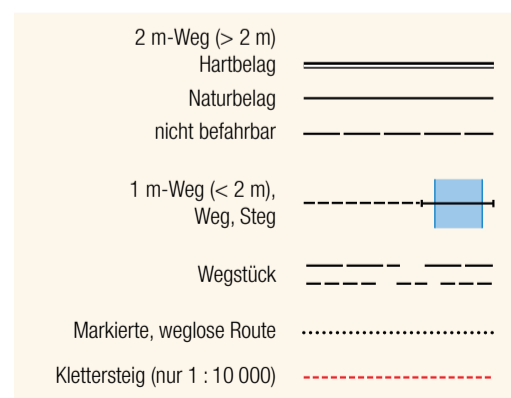 2 m-Weg (> 2 m)
Hartbelag
Naturbelag
nicht befahrbar
1 m-Weg (< 2 m),
Weg, Steg
Wegstück
Markierte, weglose Route
Klettersteig (nur 1 : 10 000)